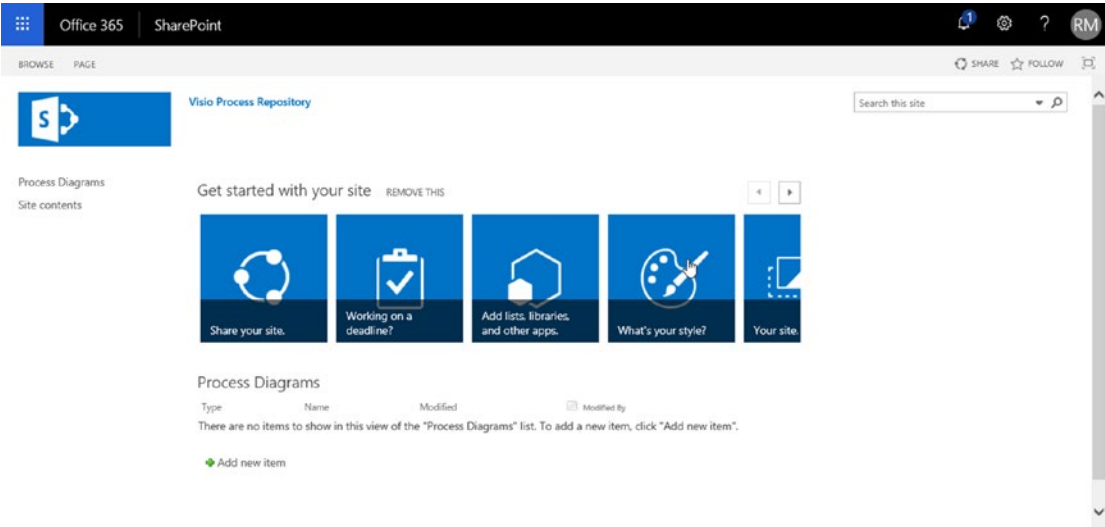 Office 365 SharePoint 1 ? RM
BROWSE PAGE SHARE FOLLOW
S
Visio Process Repository
Search this site
Process Diagrams
Site contents
Get started with your site REMOVE THIS
Share your site.
Working on a
deadline?
Add lists, libraries,
and other apps.
What's your style?
Your site.
Process Diagrams
Type Name Modified Modified By
There are no items to show in this view of the "Process Diagrams" list. To add a new item, click "Add new item".
Add new item